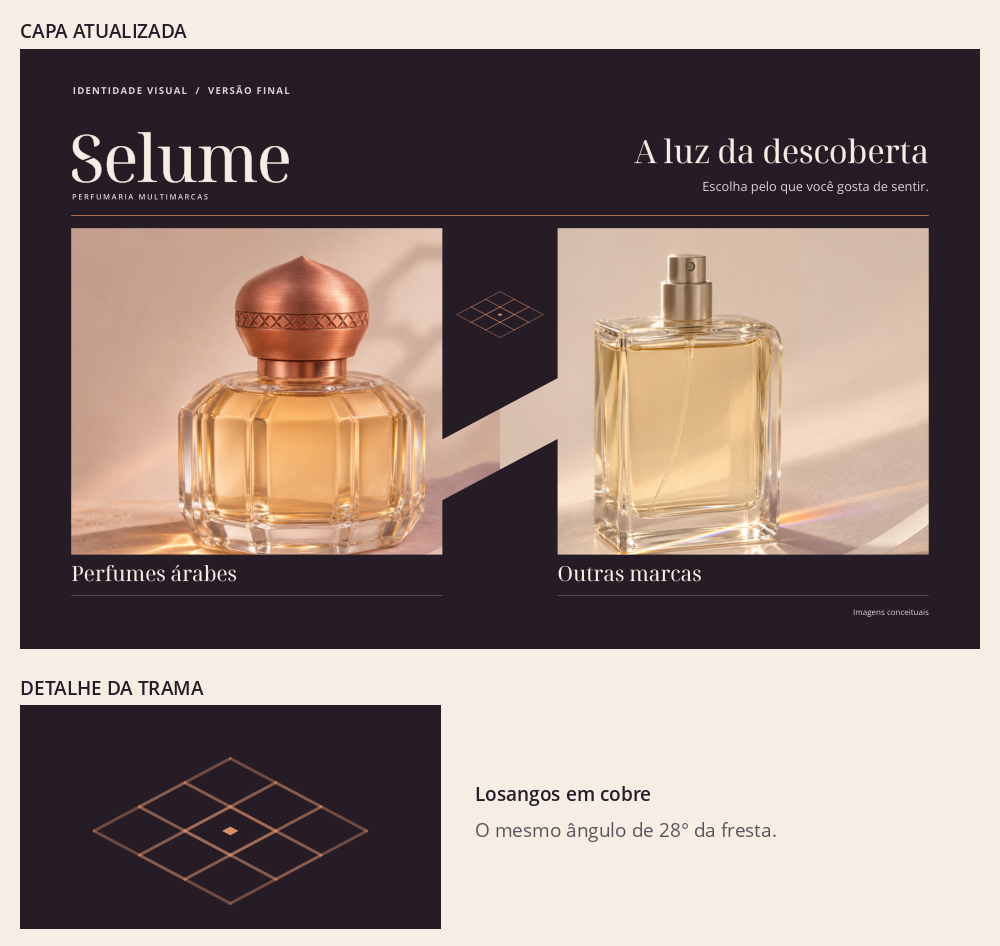 CAPA ATUALIZADA
IDENTIDADE VISUAL / VERSÃO FINAL
Selume
PERFUMARIA MULTIMARCAS
A luz da descoberta
Escolha pelo que você gosta de sentir.
Perfumes árabes
Outras marcas
Imagens conceituais
DETALHE DA TRAMA
Losangos em cobre
O mesmo ângulo de 28° da fresta.